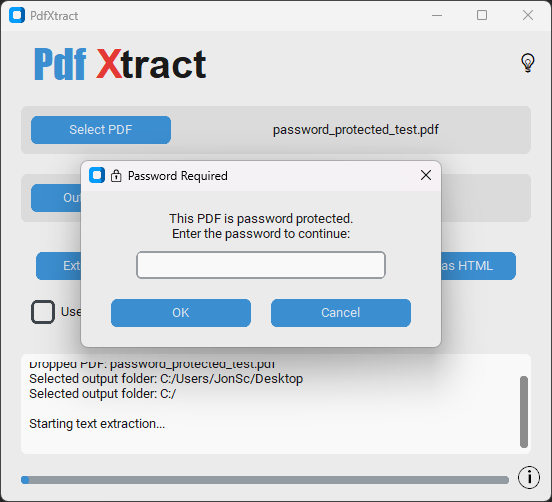 PdfXtract
Pdf Xtract
Select PDF
password_protected_test.pdf
Password Required
This PDF is password protected.
Enter the password to continue:
OK
Cancel
as HTML
Use
Dropped PDF: password_protected_test.pdf
Selected output folder: C:/Users/JonSc/Desktop
Selected output folder: C:/
Starting text extraction...